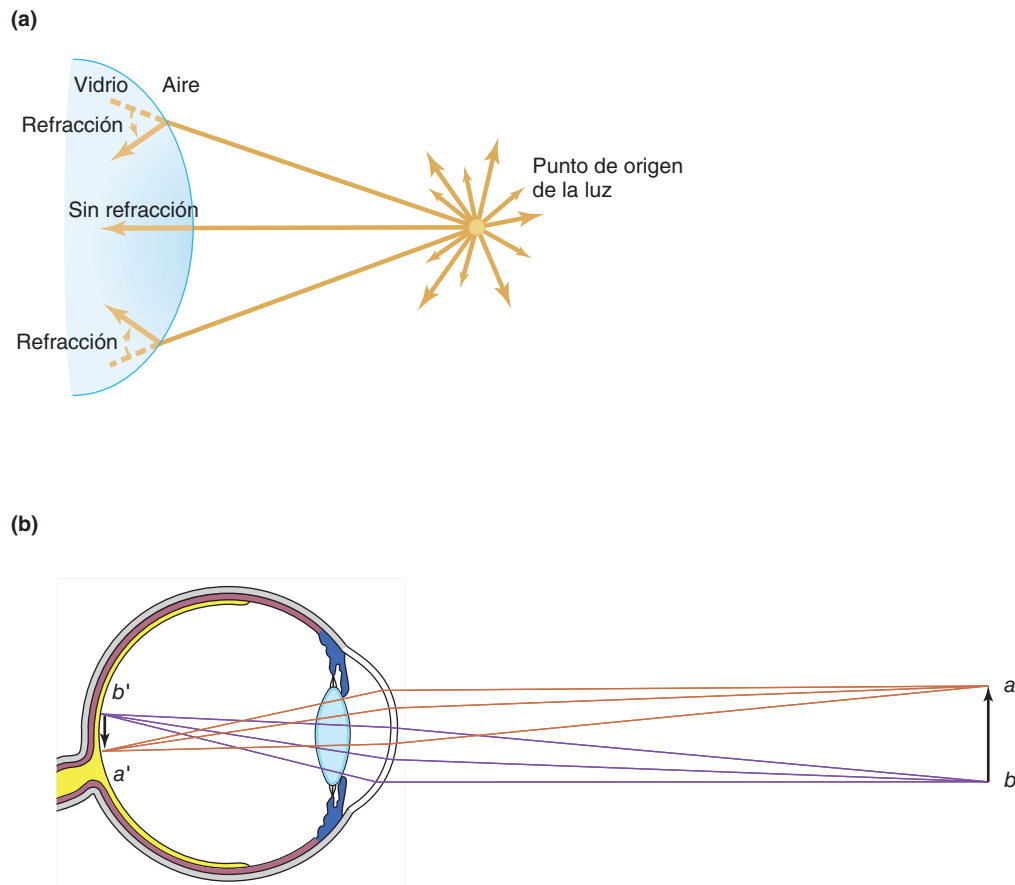 (a)
Vidrio Aire
Refracción
Punto de origen
de la luz
Sin refracción
Refracción
(b)
a
b'
a'
b